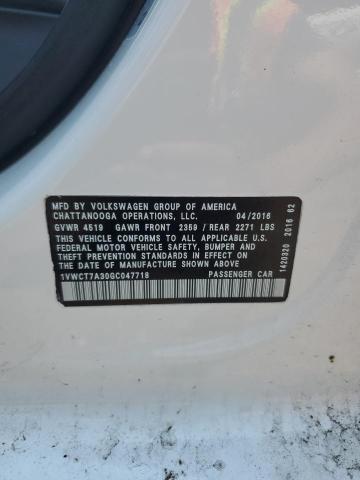 MFD BY VOLKSWAGEN GROUP OF AMERICA
CHATTANOOGA OPERATIONS, LLC. 04/2016
GVWR 4519 GAWR FRONT 2359 / REAR 2271 LBS
THIS VEHICLE CONFORMS TO ALL APPLICABLE U.S.
FEDERAL MOTOR VEHICLE SAFETY, BUMPER AND
THEFT PREVENTION STANDARDS IN EFFECT ON
THE DATE OF MANUFACTURE SHOWN ABOVE
1VWCT7A30GC047718 PASSENGER CAR
1420320 2016 62